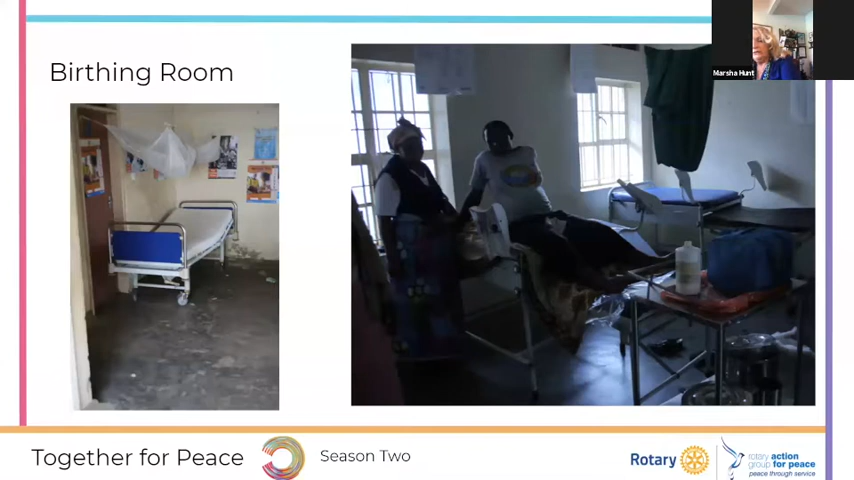 Marsha Hunt
Birthing Room
Together for Peace
Season Two
Rotary
rotary action
group for peace
peace through service